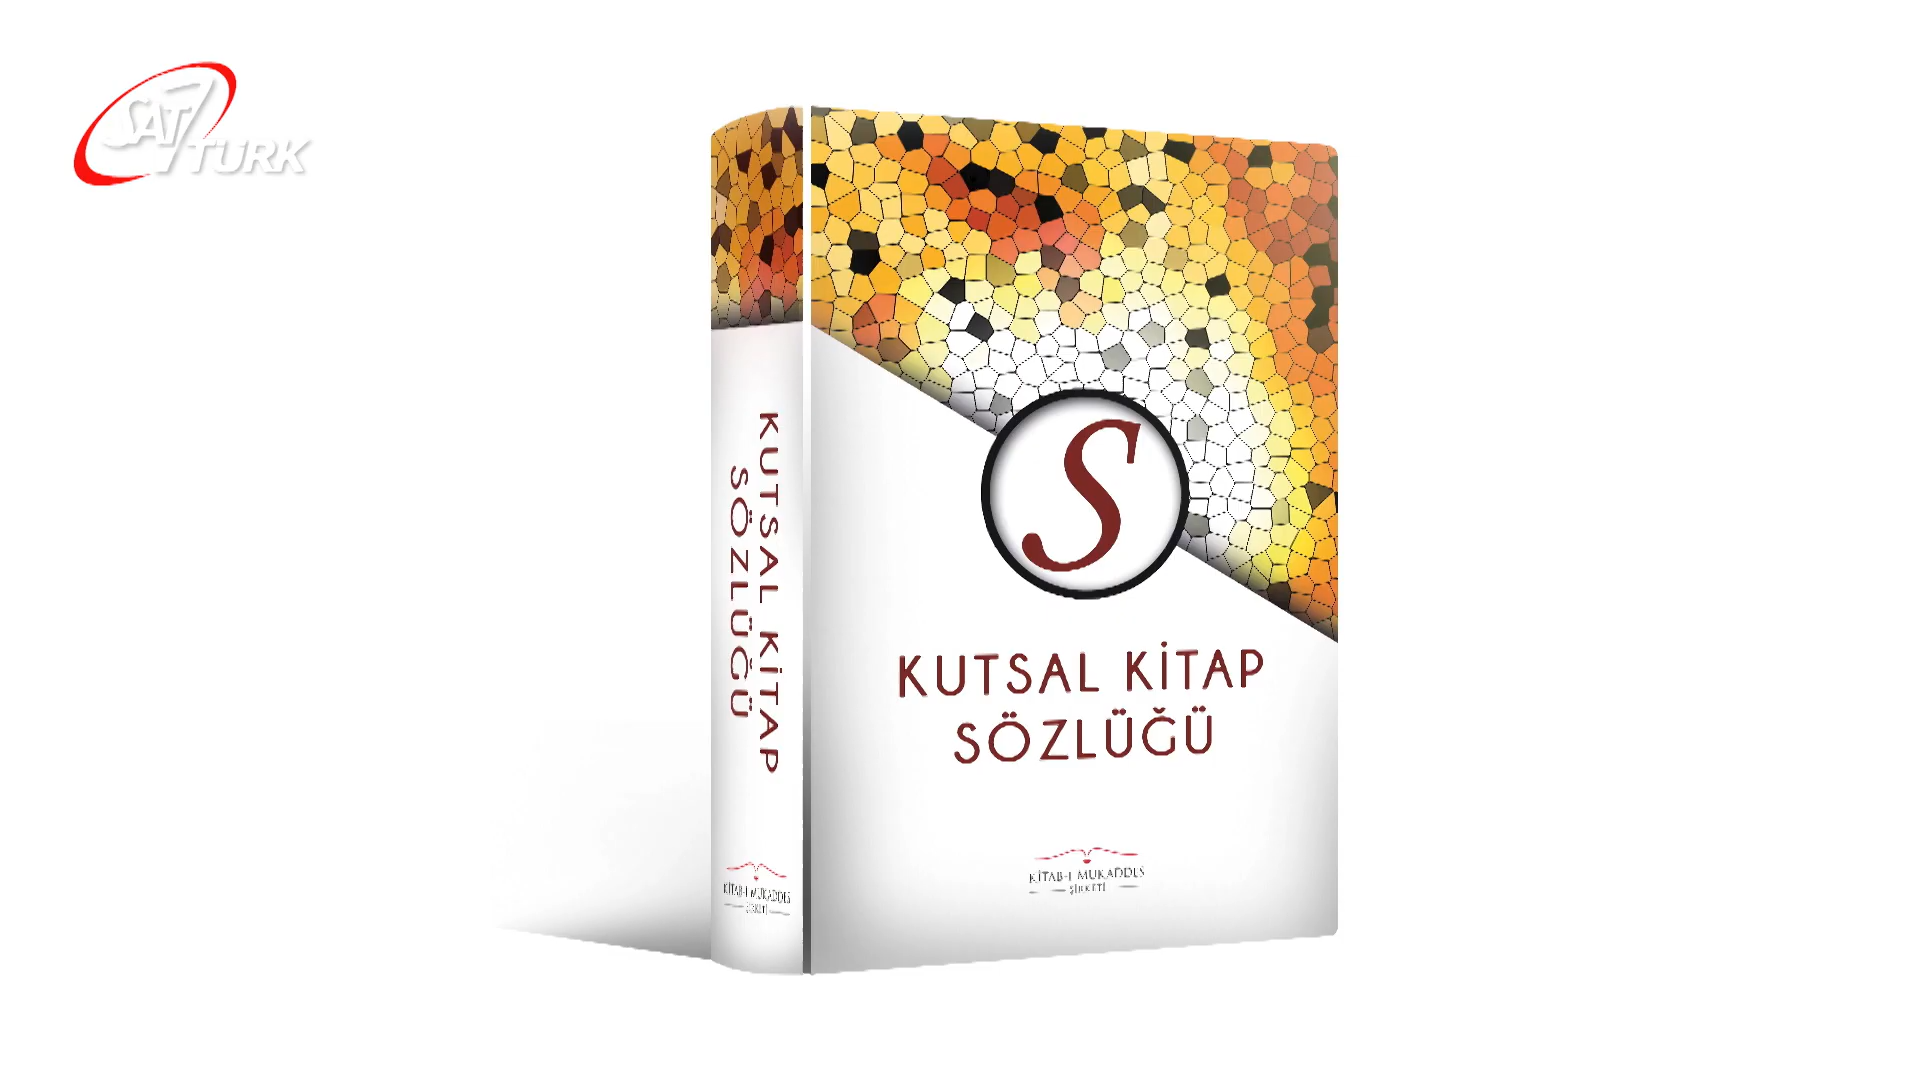 SAT7
TURK
KUTSAL KİTAP
SÖZLÜĞÜ
KİTAB-I MUKADDES
ŞİRKETİ
S
KUTSAL KİTAP
SÖZLÜĞÜ
KİTAB-I MUKADDES
ŞİRKETİ